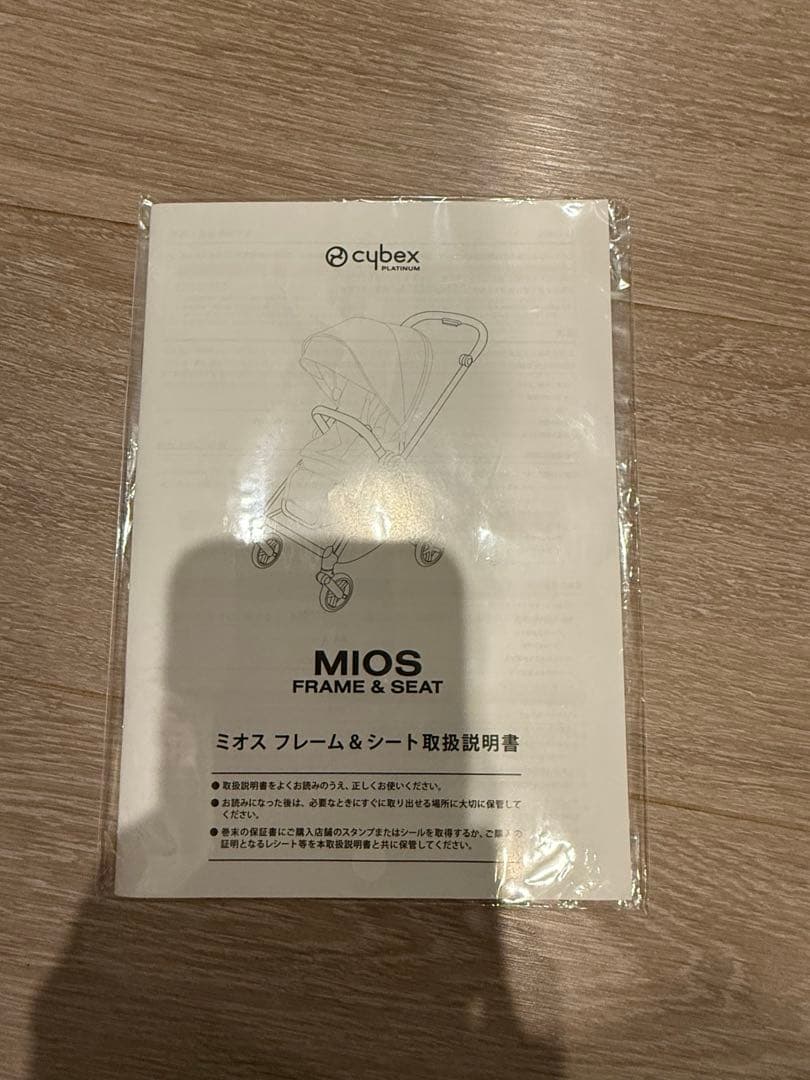 cybex
PLATINUM
MIOS
FRAME & SEAT
ミオス フレーム&シート取扱説明書
● 取扱説明書をよくお読みのうえ、正しくお使いください。
● お読みになった後は、必要なときにすぐに取り出せる場所に大切に保管して
ください。
● 巻末の保証書にご購入店舗のスタンプまたはシールを取得するか、ご購入の
証明となるレシート等を本取扱説明書と共に保管してください。